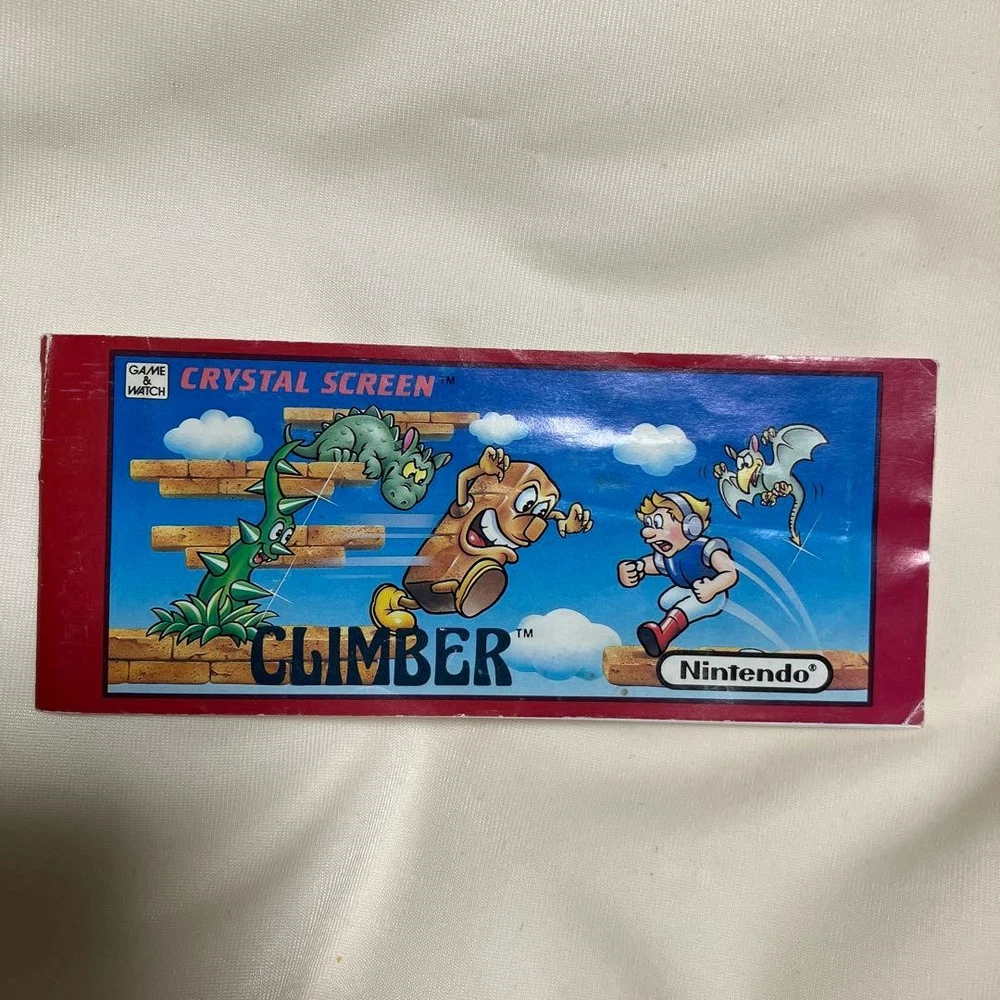 GAME
&
WATCH
CRYSTAL SCREEN™
CLIMBER™
Nintendo®